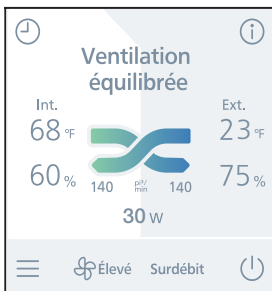 Ventilation
équilibrée
Int. Ext.
68 °F 23 °F
60 % 75 %
140 pi³/min 140
30 W
Élevé Surdébit